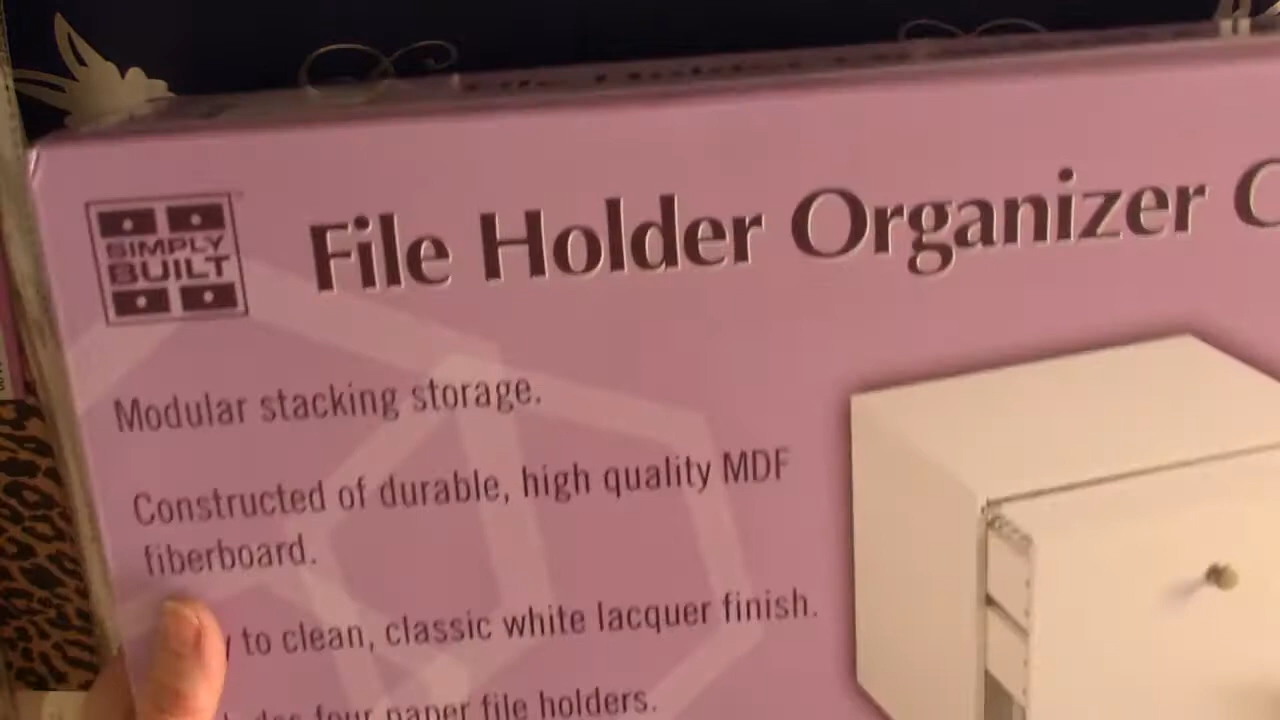 SIMPLY
BUILT
File Holder Organizer C
Modular stacking storage.
Constructed of durable, high quality MDF
fiberboard.
to clean, classic white lacquer finish.
four paper file holders.